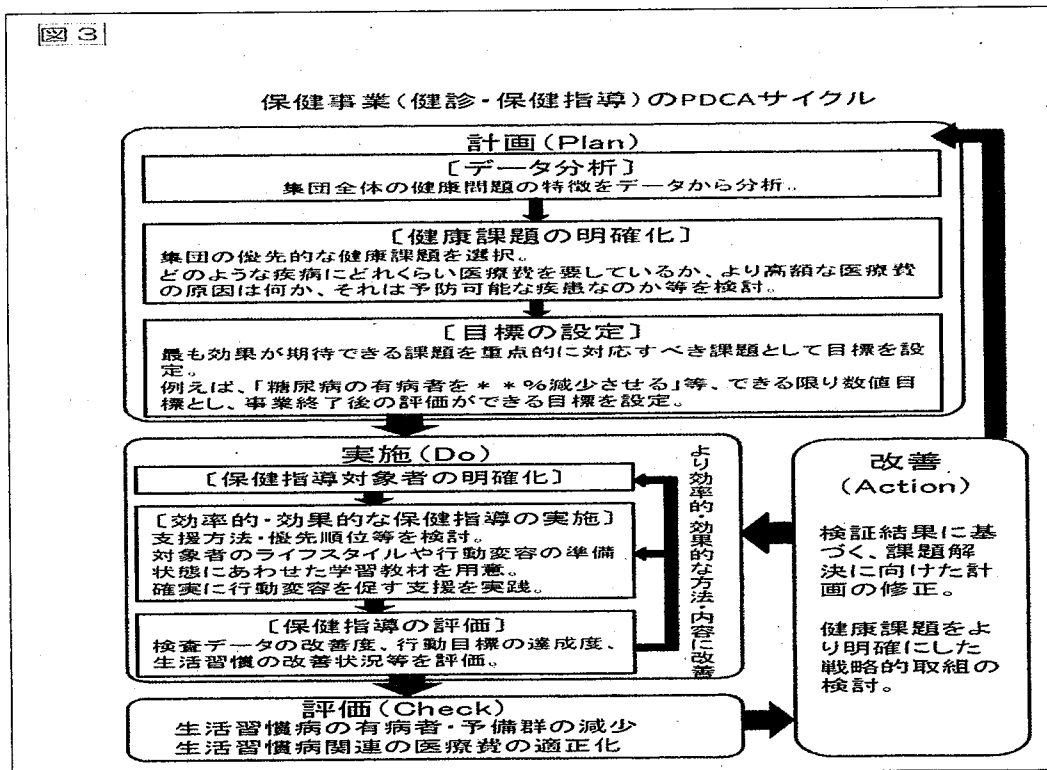 図3
保健事業(健診・保健指導)のPDCAサイクル
計画(Plan)
[データ分析]
集団全体の健康問題の特徴をデータから分析。
[健康課題の明確化]
集団の優先的な健康課題を選択。
どのような疾病にどれくらい医療費を要しているか、より高額な医療費
の原因は何か、それは予防可能な疾患なのか等を検討。
[目標の設定]
最も効果が期待できる課題を重点的に対応すべき課題として目標を設
定。
例えば、「糖尿病の有病者を**%減少させる」等、できる限り数値目
標とし、事業終了後の評価ができる目標を設定。
実施(Do)
[保健指導対象者の明確化]
[効率的・効果的な保健指導の実施]
支援方法・優先順位等を検討。
対象者のライフスタイルや行動変容の準備
状態にあわせた学習教材を用意。
確実に行動変容を促す支援を実践。
[保健指導の評価]
検査データの改善度、行動目標の達成度、
生活習慣の改善状況等を評価。
より効率的・効果的な方法・内容に改善
評価(Check)
生活習慣病の有病者・予備群の減少
生活習慣病関連の医療費の適正化
改善
(Action)
検証結果に基
づく、課題解
決に向けた計
画の修正。
健康課題をよ
り明確にした
戦略的取組の
検討。